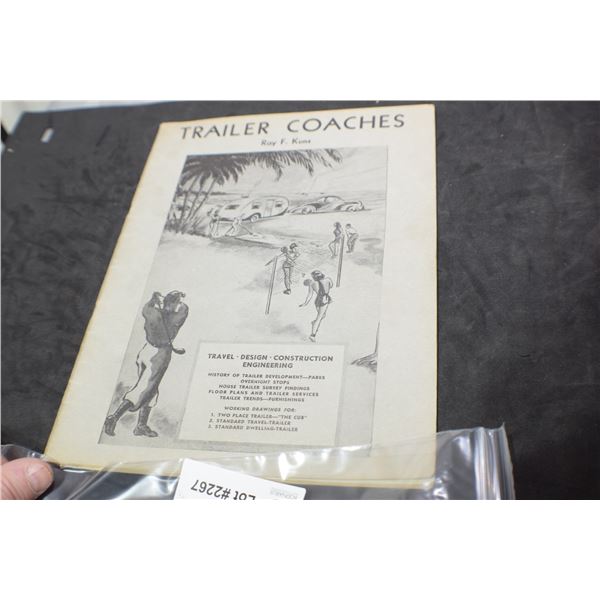 TRAILER COACHES
Ray F. Kuns
TRAVEL · DESIGN · CONSTRUCTION
ENGINEERING
HISTORY OF TRAILER DEVELOPMENT—PARKS
OVERNIGHT STOPS
HOUSE TRAILER SURVEY FINDINGS
FLOOR PLANS AND TRAILER SERVICES
TRAILER TRENDS—FURNISHINGS
WORKING DRAWINGS FOR:
1. TWO PLACE TRAILER—"THE CUB"
2. STANDARD TRAVEL-TRAILER
3. STANDARD DWELLING-TRAILER
Lot #2267